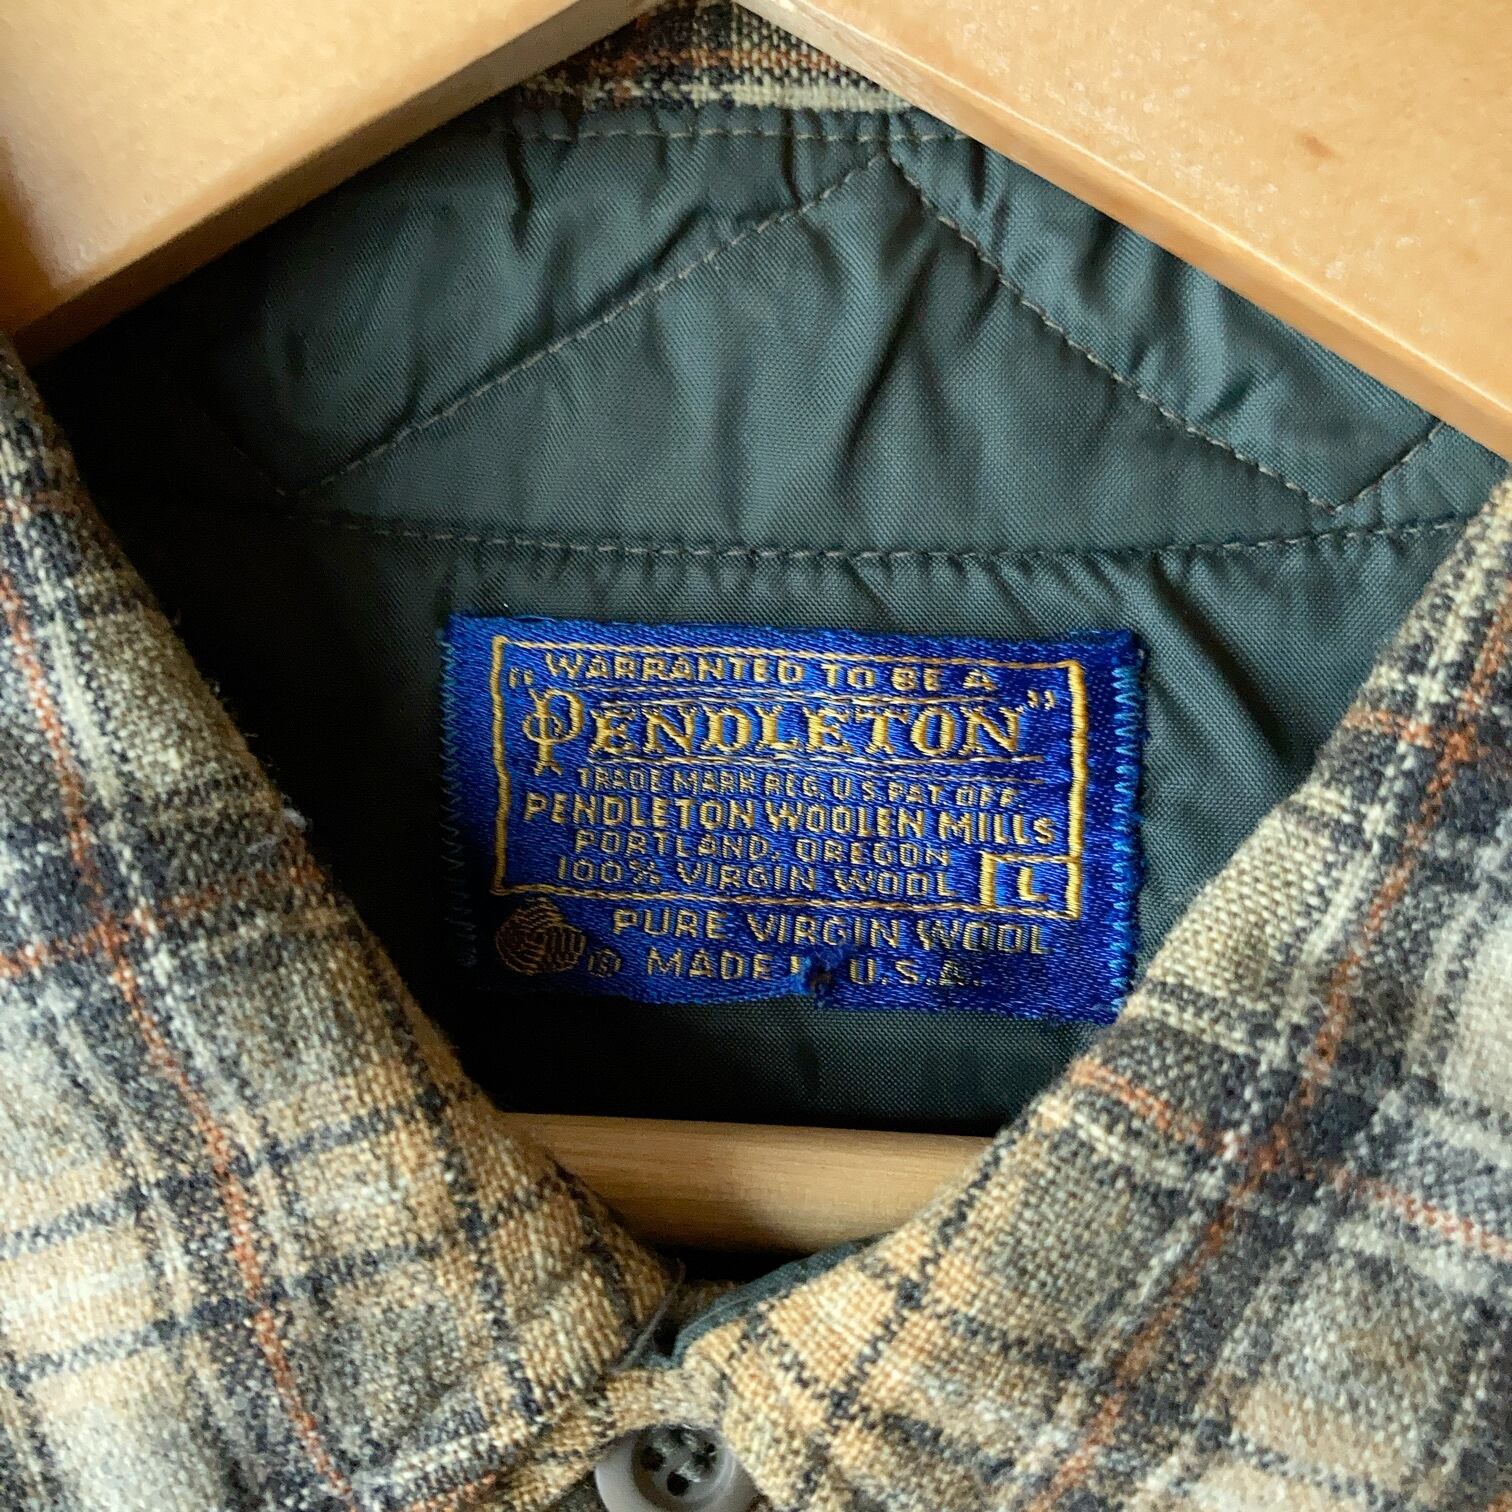 WARRANTED TO BE A
"PENDLETON"
TRADE MARK REG. U.S. PAT. OFF.
PENDLETON WOOLEN MILLS
PORTLAND, OREGON
100% VIRGIN WOOL L
PURE VIRGIN WOOL
® MADE U.S.A.